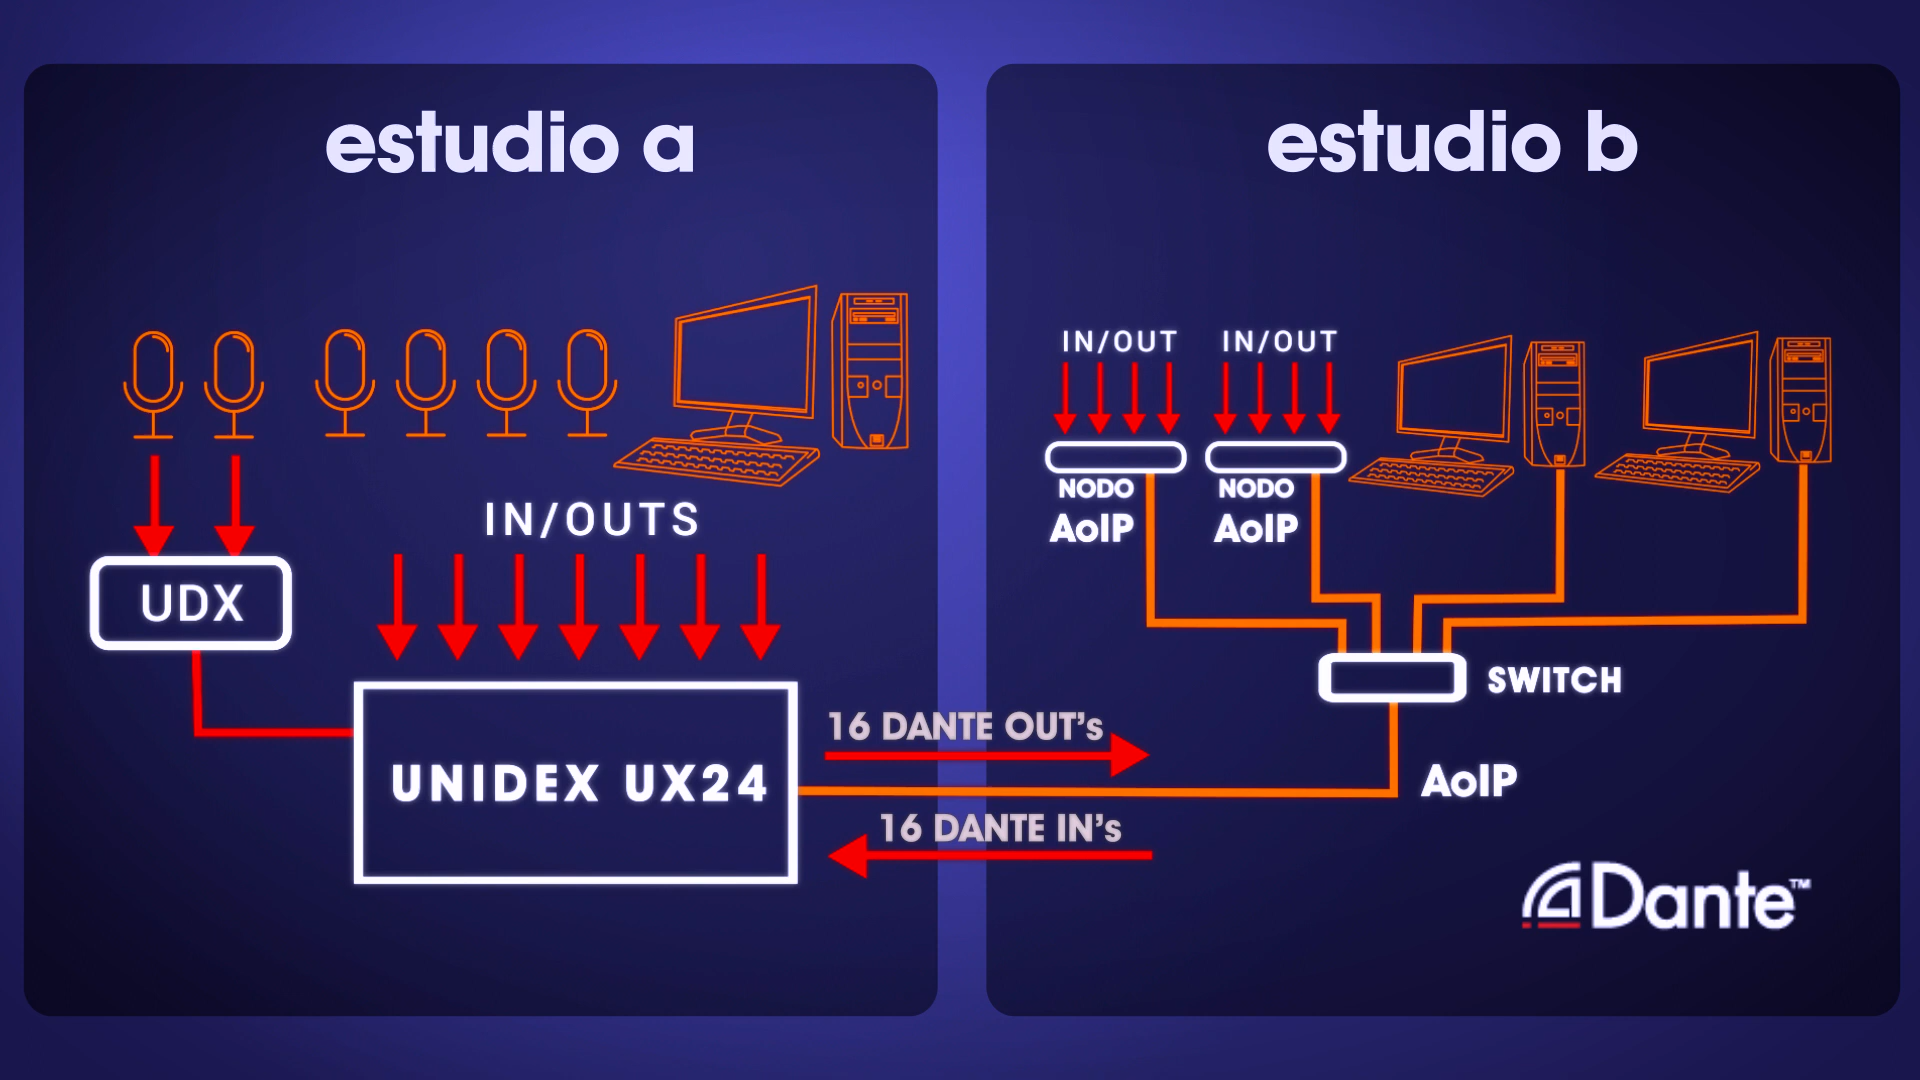 estudio a
IN/OUTS
UDX
UNIDEX UX24
16 DANTE OUT's
16 DANTE IN's
estudio b
IN/OUT
IN/OUT
NODO
AoIP
NODO
AoIP
SWITCH
AoIP
Dante™